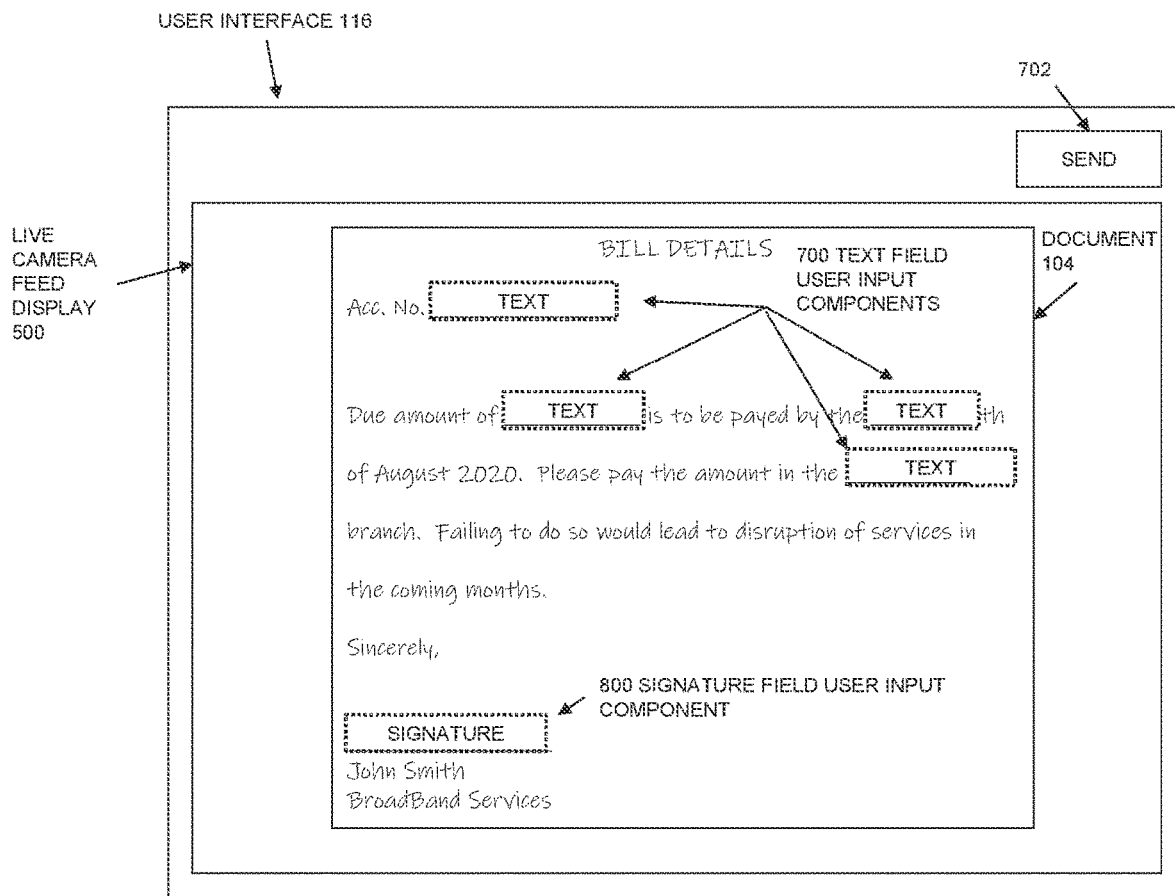 USER INTERFACE 116
702
SEND
LIVE
CAMERA
FEED
DISPLAY
500
DOCUMENT
104
BILL DETAILS
700 TEXT FIELD
USER INPUT
COMPONENTS
Acc. No. TEXT
Due amount of TEXT is to be payed by the TEXT th
of August 2020. Please pay the amount in the TEXT
branch. Failing to do so would lead to disruption of services in
the coming months.
Sincerely,
800 SIGNATURE FIELD USER INPUT
COMPONENT
SIGNATURE
John Smith
BroadBand Services